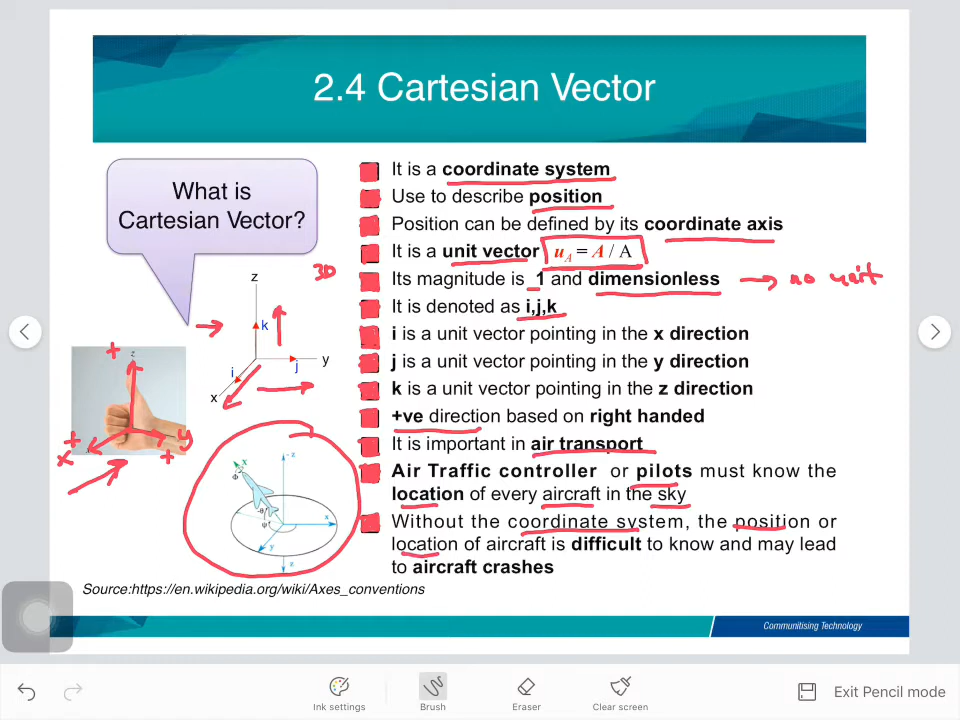 2.4 Cartesian Vector
What is
Cartesian Vector?
It is a coordinate system
Use to describe position
Position can be defined by its coordinate axis
It is a unit vector uA = A / A
Its magnitude is 1 and dimensionless → no unit
It is denoted as i,j,k
i is a unit vector pointing in the x direction
j is a unit vector pointing in the y direction
k is a unit vector pointing in the z direction
+ve direction based on right handed
It is important in air transport
Air Traffic controller or pilots must know the
location of every aircraft in the sky
Without the coordinate system, the position or
location of aircraft is difficult to know and may lead
to aircraft crashes
3D
z
k
y
j
i
x
+
z
+
y
x
+
-z
x
Φ
-θ
ψ
x
y
z
Source:https://en.wikipedia.org/wiki/Axes_conventions
Communitising Technology
Ink settings
Brush
Eraser
Clear screen
Exit Pencil mode